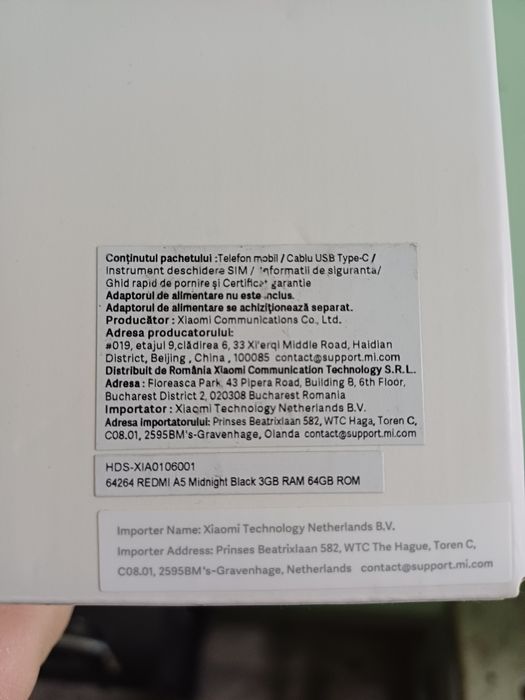 Conținutul pachetului :Telefon mobil / Cablu USB Type-C /
Instrument deschidere SIM / Informatii de siguranta/
Ghid rapid de pornire și Certificat garantie
Adaptorul de alimentare nu este inclus.
Adaptorul de alimentare se achiziționează separat.
Producător : Xiaomi Communications Co., Ltd.
Adresa producatorului:
#019, etajul 9,clădirea 6, 33 Xi'erqi Middle Road, Haidian
District, Beijing , China , 100085 contact@support.mi.com
Distribuit de România Xiaomi Communication Technology S.R.L.
Adresa : Floreasca Park, 43 Pipera Road, Building B, 6th Floor,
Bucharest District 2, 020308 Bucharest Romania
Importator : Xiaomi Technology Netherlands B.V.
Adresa importatorului: Prinses Beatrixlaan 582, WTC Haga, Toren C,
C08.01, 2595BM's-Gravenhage, Olanda contact@support.mi.com
HDS-XIA0106001
64264 REDMI A5 Midnight Black 3GB RAM 64GB ROM
Importer Name: Xiaomi Technology Netherlands B.V.
Importer Address: Prinses Beatrixlaan 582, WTC The Hague, Toren C,
C08.01, 2595BM's-Gravenhage, Netherlands contact@support.mi.com